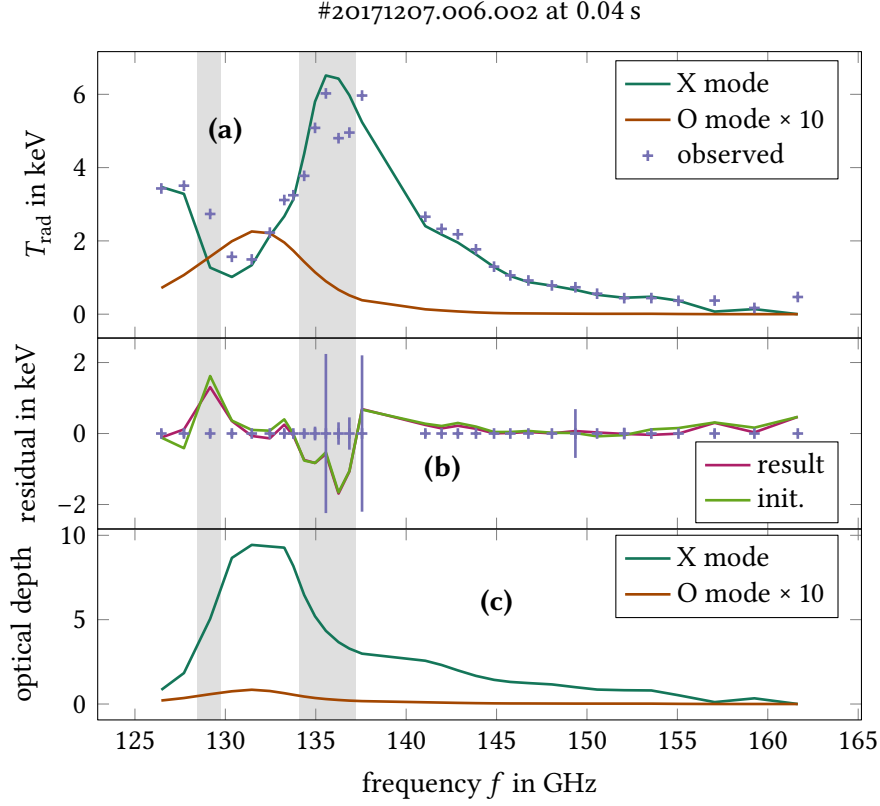 #20171207.006.002 at 0.04 s
6
4
2
0
T_rad in keV
(a)
X mode
O mode × 10
observed
2
0
−2
residual in keV
(b)
result
init.
10
5
0
optical depth
(c)
X mode
O mode × 10
125 130 135 140 145 150 155 160 165
frequency f in GHz